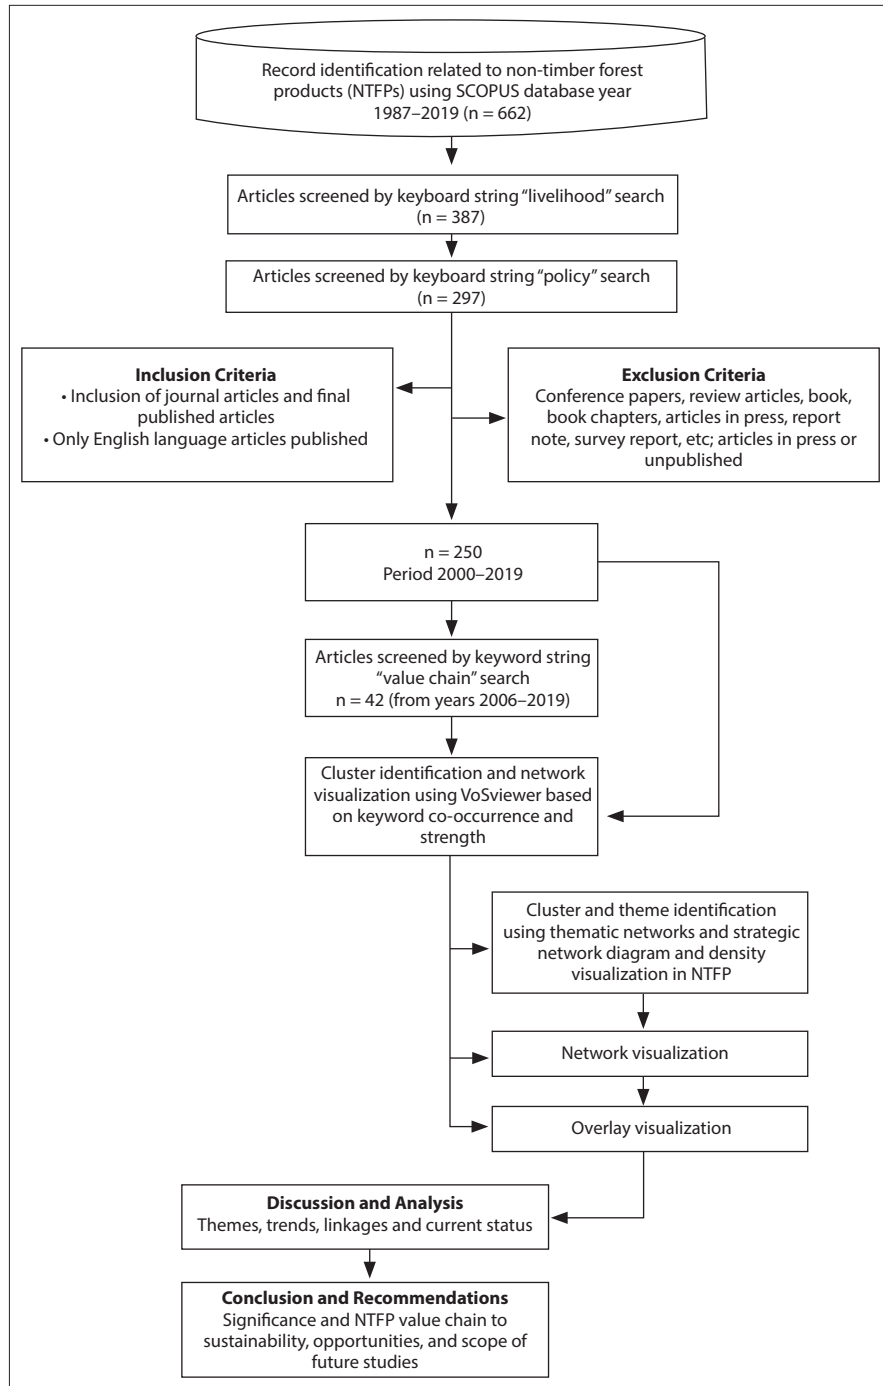 Record identification related to non-timber forest
products (NTFPs) using SCOPUS database year
1987–2019 (n = 662)
Articles screened by keyboard string “livelihood” search
(n = 387)
Articles screened by keyboard string “policy” search
(n = 297)
Inclusion Criteria
• Inclusion of journal articles and final
published articles
• Only English language articles published
Exclusion Criteria
Conference papers, review articles, book,
book chapters, articles in press, report
note, survey report, etc; articles in press or
unpublished
n = 250
Period 2000–2019
Articles screened by keyword string
“value chain” search
n = 42 (from years 2006–2019)
Cluster identification and network
visualization using VoSviewer based
on keyword co-occurrence and
strength
Cluster and theme identification
using thematic networks and strategic
network diagram and density
visualization in NTFP
Network visualization
Overlay visualization
Discussion and Analysis
Themes, trends, linkages and current status
Conclusion and Recommendations
Significance and NTFP value chain to
sustainability, opportunities, and scope of
future studies